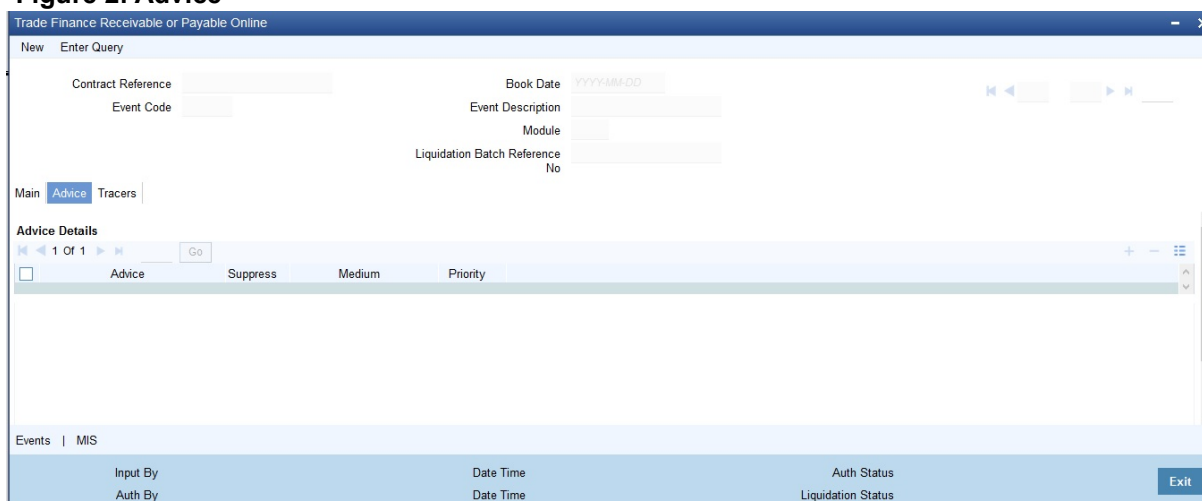 Figure 2: Advice
Trade Finance Receivable or Payable Online
New Enter Query
Contract Reference Book Date YYYY-MM-DD
Event Code Event Description
Module
Liquidation Batch Reference No
Main Advice Tracers
Advice Details
1 Of 1 Go
Advice Suppress Medium Priority
Events | MIS
Input By Date Time Auth Status
Auth By Date Time Liquidation Status
Exit